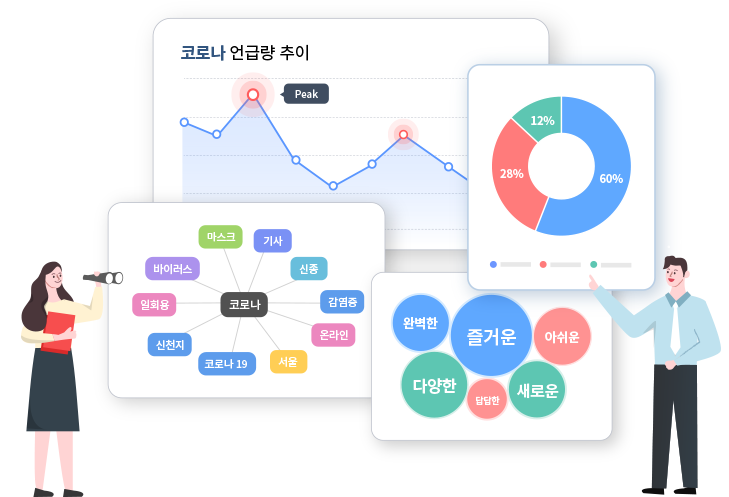 코로나 언급량 추이
Peak
12%
28%
60%
마스크
기사
바이러스
신종
일회용
코로나
감염증
온라인
신천지
코로나 19
서울
완벽한
즐거운
아쉬운
다양한
답답한
새로운